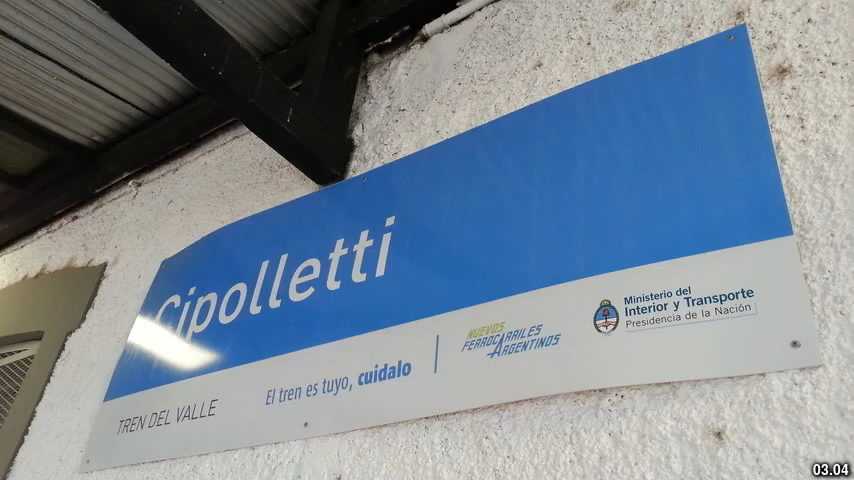 Cipolletti
TREN DEL VALLE
El tren es tuyo, cuidalo
NUEVOS
FERROCARRILES
ARGENTINOS
Ministerio del
Interior y Transporte
Presidencia de la Nación
03.04